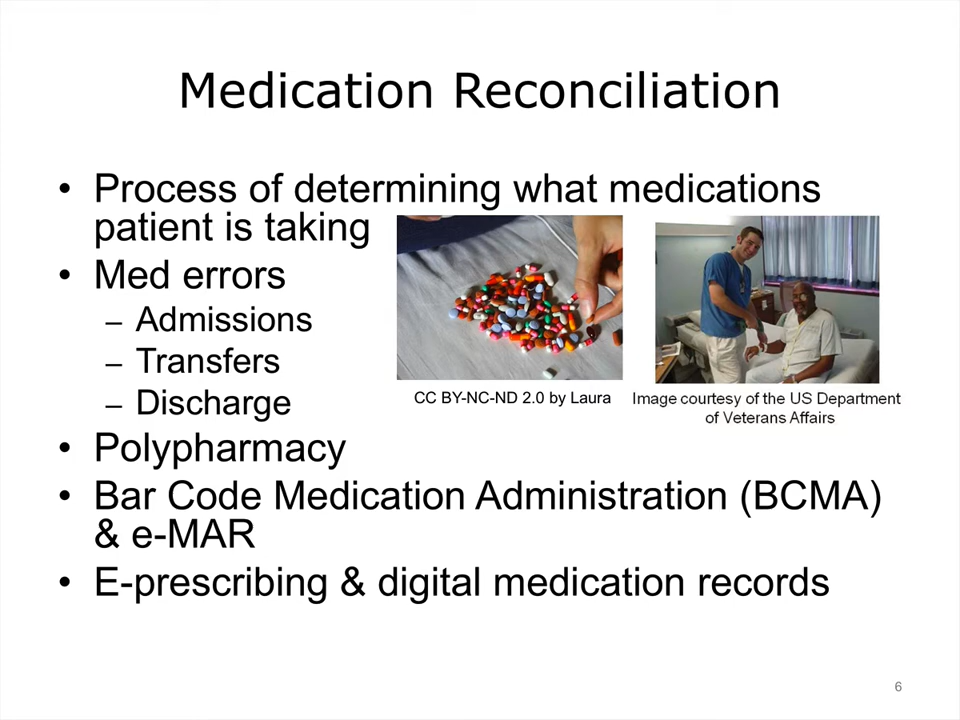 Medication Reconciliation
• Process of determining what medications
patient is taking
• Med errors
– Admissions
– Transfers
– Discharge
CC BY-NC-ND 2.0 by Laura
Image courtesy of the US Department
of Veterans Affairs
• Polypharmacy
• Bar Code Medication Administration (BCMA)
& e-MAR
• E-prescribing & digital medication records
6